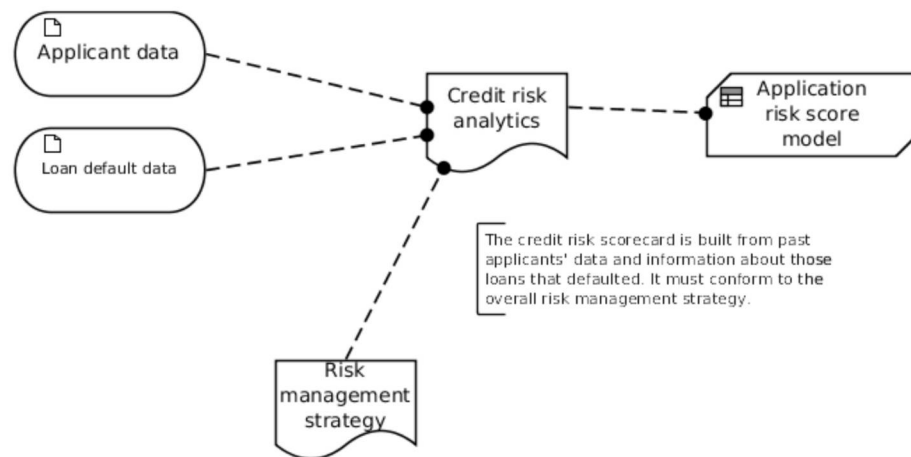 Applicant data
Loan default data
Credit risk
analytics
Application
risk score
model
The credit risk scorecard is built from past
applicants' data and information about those
loans that defaulted. It must conform to the
overall risk management strategy.
Risk
management
strategy